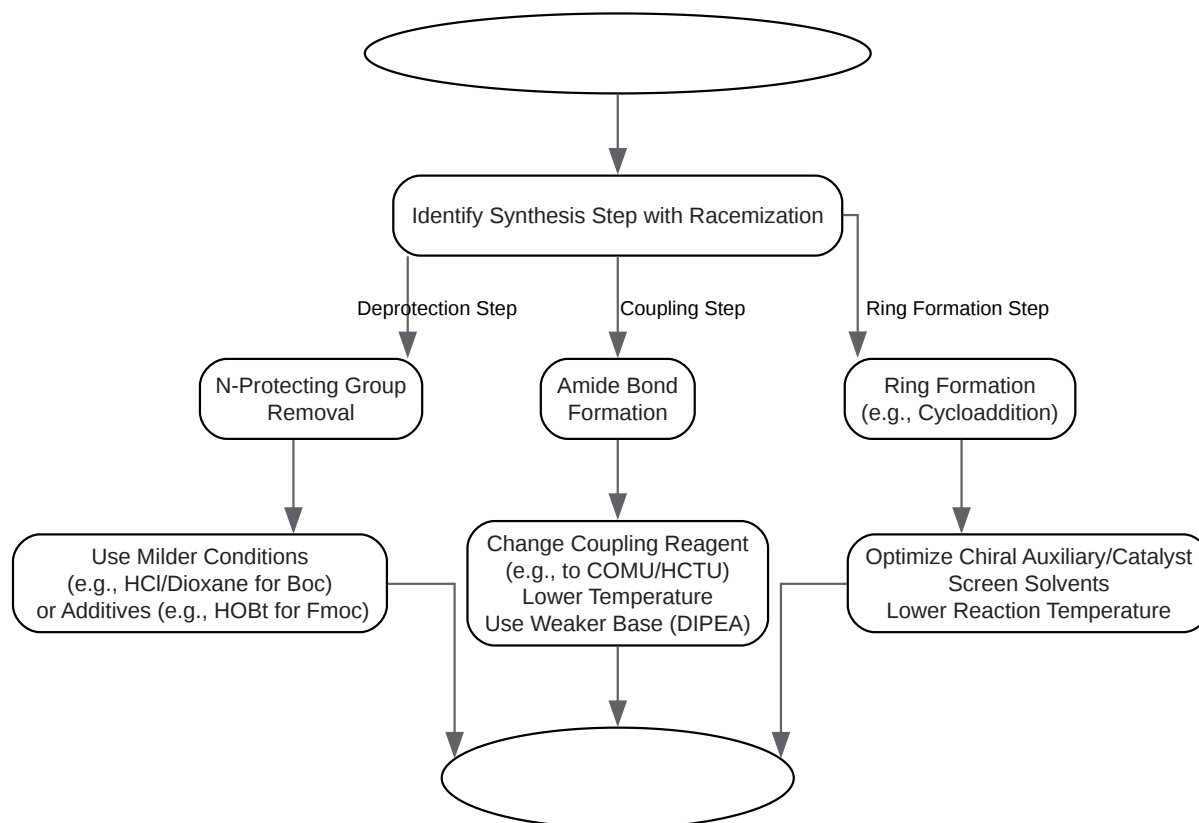 Identify Synthesis Step with Racemization
Deprotection Step
Coupling Step
Ring Formation Step
N-Protecting Group
Removal
Amide Bond
Formation
Ring Formation
(e.g., Cycloaddition)
Use Milder Conditions
(e.g., HCl/Dioxane for Boc)
or Additives (e.g., HOBt for Fmoc)
Change Coupling Reagent
(e.g., to COMU/HCTU)
Lower Temperature
Use Weaker Base (DIPEA)
Optimize Chiral Auxiliary/Catalyst
Screen Solvents
Lower Reaction Temperature